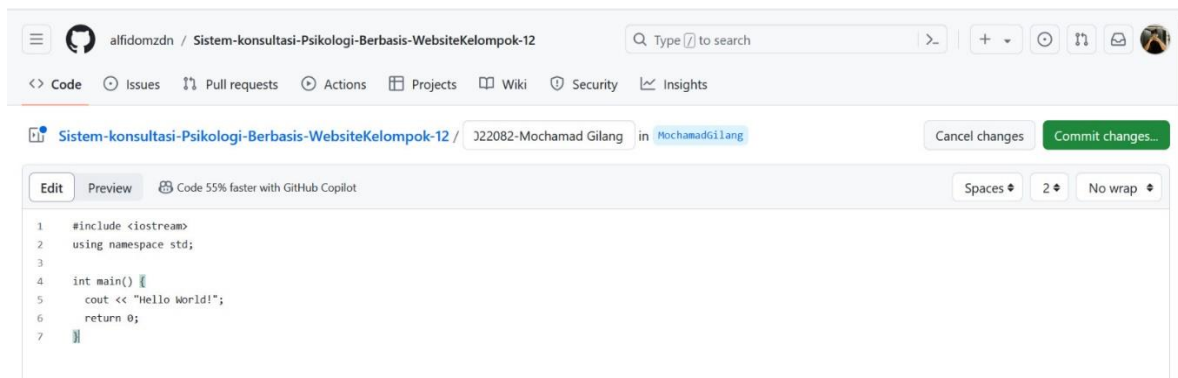 alfidomzdn / Sistem-konsultasi-Psikologi-Berbasis-WebsiteKelompok-12 Type / to search
<> Code Issues Pull requests Actions Projects Wiki Security Insights
Sistem-konsultasi-Psikologi-Berbasis-WebsiteKelompok-12 / 022082-Mochamad Gilang in MochamadGilang Cancel changes Commit changes...
Edit Preview Code 55% faster with GitHub Copilot Spaces 2 No wrap
1 #include <iostream>
2 using namespace std;
3
4 int main() {
5 cout << "Hello World!";
6 return 0;
7 }